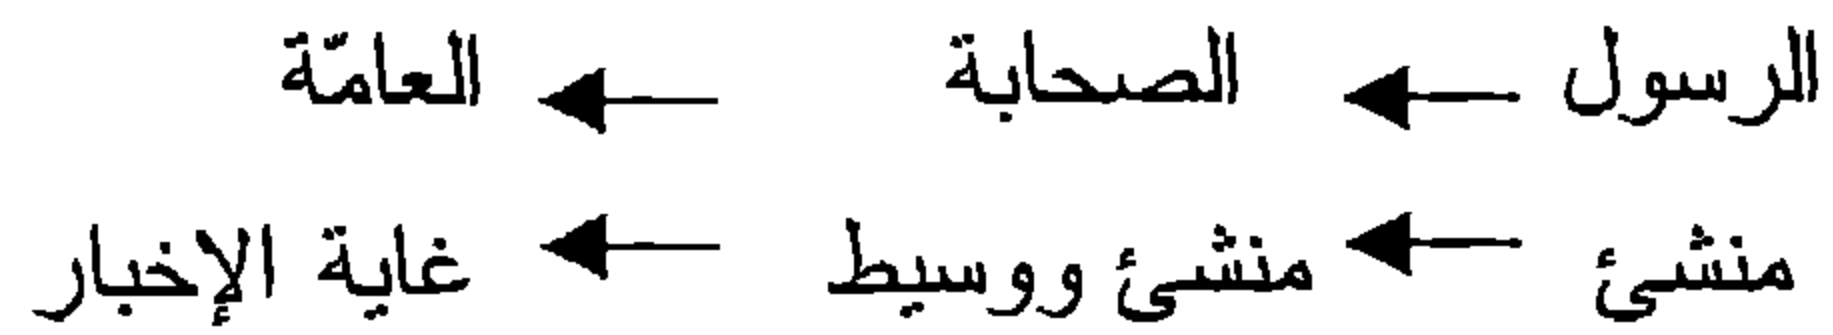 الرسول ← الصحابة ← العامّة
منشئ ← منشئ ووسيط ← غاية الإخبار